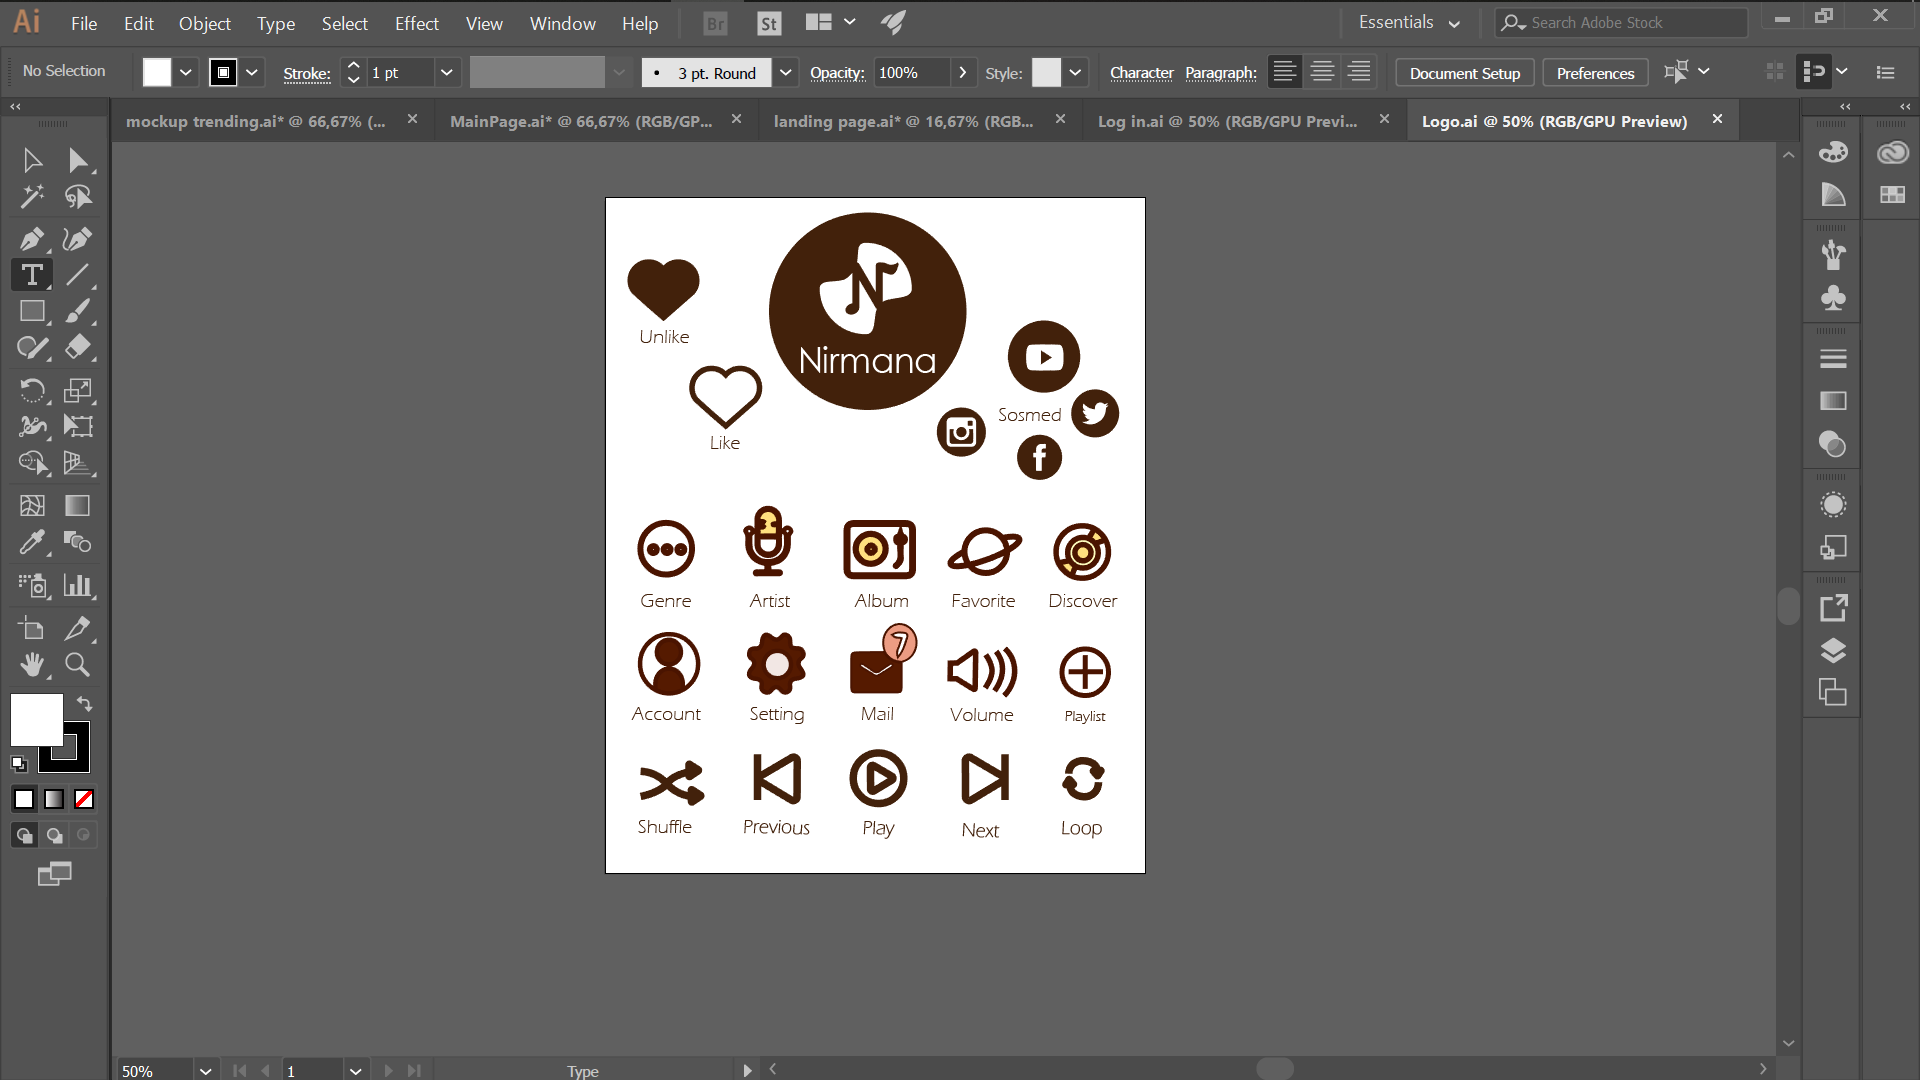 Ai File Edit Object Type Select Effect View Window Help Br St Essentials Search Adobe Stock
No Selection Stroke: 1 pt 3 pt. Round Opacity: 100% Style: Character Paragraph: Document Setup Preferences
mockup trending.ai* @ 66,67% (... MainPage.ai* @ 66,67% (RGB/GP... landing page.ai* @ 16,67% (RGB... Log in.ai @ 50% (RGB/GPU Previ... Logo.ai @ 50% (RGB/GPU Preview)
N
Unlike
Nirmana
Like
Sosmed
f
Genre Artist Album Favorite Discover
7
Account Setting Mail Volume Playlist
Shuffle Previous Play Next Loop
50% 1 Type